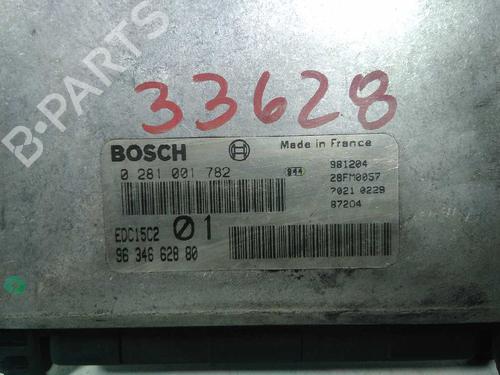 B-PARTS
33628
BOSCH
Made in France
0 281 001 782
944
981204
28FM0057
7021 0229
87204
EDC15C2
01
96 346 628 80